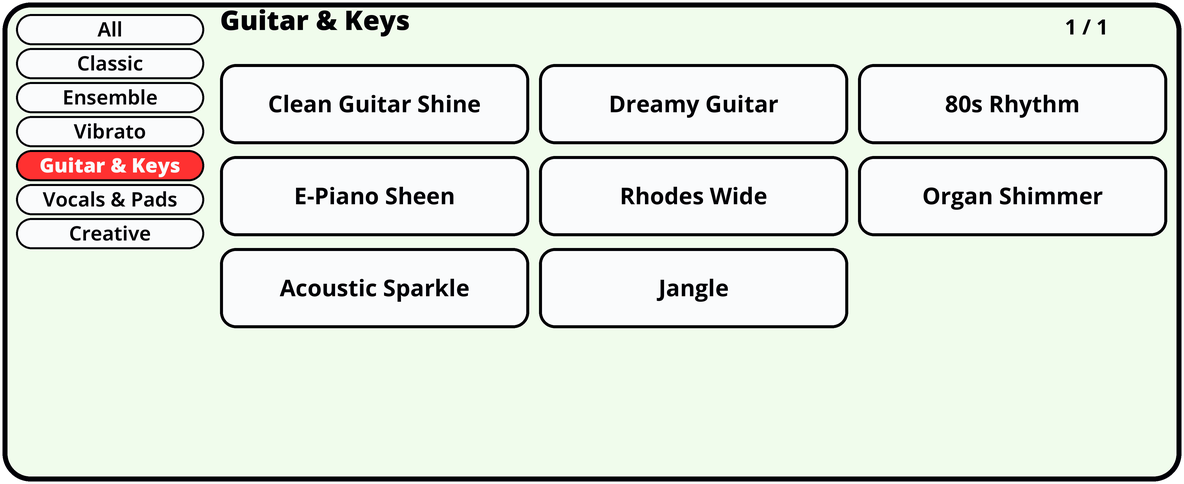 All
Classic
Ensemble
Vibrato
Guitar & Keys
Vocals & Pads
Creative
Guitar & Keys
1 / 1
Clean Guitar Shine
Dreamy Guitar
80s Rhythm
E-Piano Sheen
Rhodes Wide
Organ Shimmer
Acoustic Sparkle
Jangle